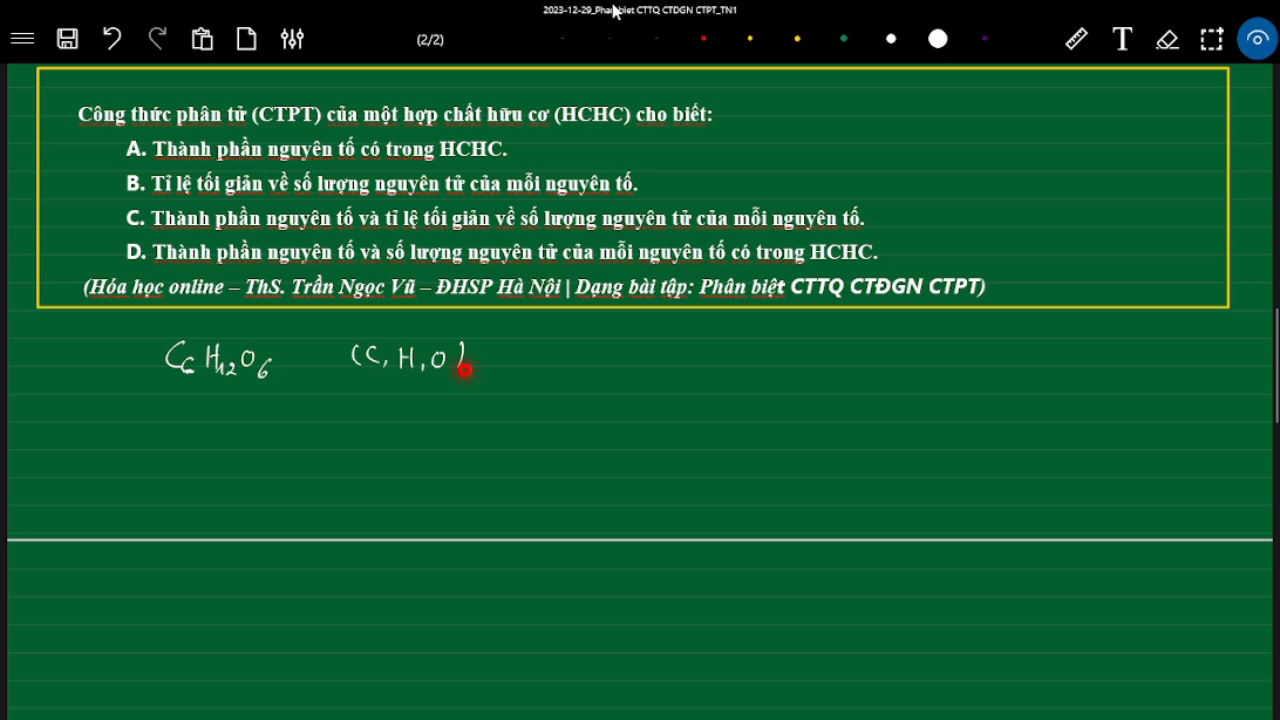 2023-12-29_Phan biet CTTQ CTDGN CTPT_TN1
(2/2)
T
Công thức phân tử (CTPT) của một hợp chất hữu cơ (HCHC) cho biết:
A. Thành phần nguyên tố có trong HCHC.
B. Tỉ lệ tối giản về số lượng nguyên tử của mỗi nguyên tố.
C. Thành phần nguyên tố và tỉ lệ tối giản về số lượng nguyên tử của mỗi nguyên tố.
D. Thành phần nguyên tố và số lượng nguyên tử của mỗi nguyên tố có trong HCHC.
(Hóa học online – ThS. Trần Ngọc Vũ – ĐHSP Hà Nội | Dạng bài tập: Phân biệt CTTQ CTĐGN CTPT)
C₆H₁₂O₆ (C, H, O)